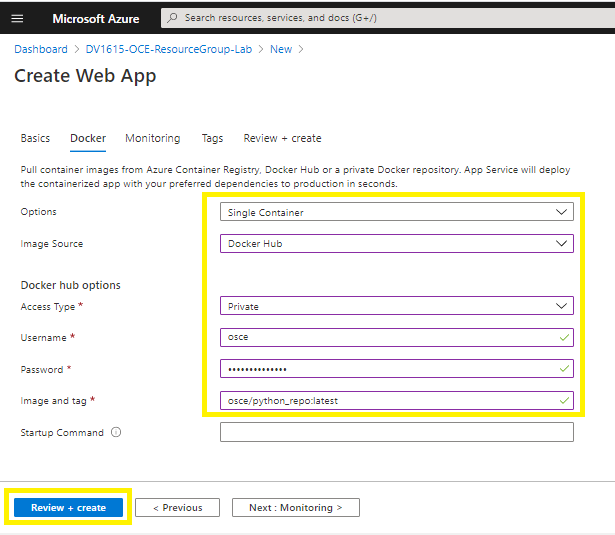 Microsoft Azure
Search resources, services, and docs (G+/)
Dashboard > DV1615-OCE-ResourceGroup-Lab > New >
Create Web App
Basics Docker Monitoring Tags Review + create
Pull container images from Azure Container Registry, Docker Hub or a private Docker repository. App Service will deploy
the containerized app with your preferred dependencies to production in seconds.
Options Single Container
Image Source Docker Hub
Docker hub options
Access Type * Private
Username * osce
Password * ••••••••••••••
Image and tag * osce/python_repo:latest
Startup Command
Review + create < Previous Next : Monitoring >